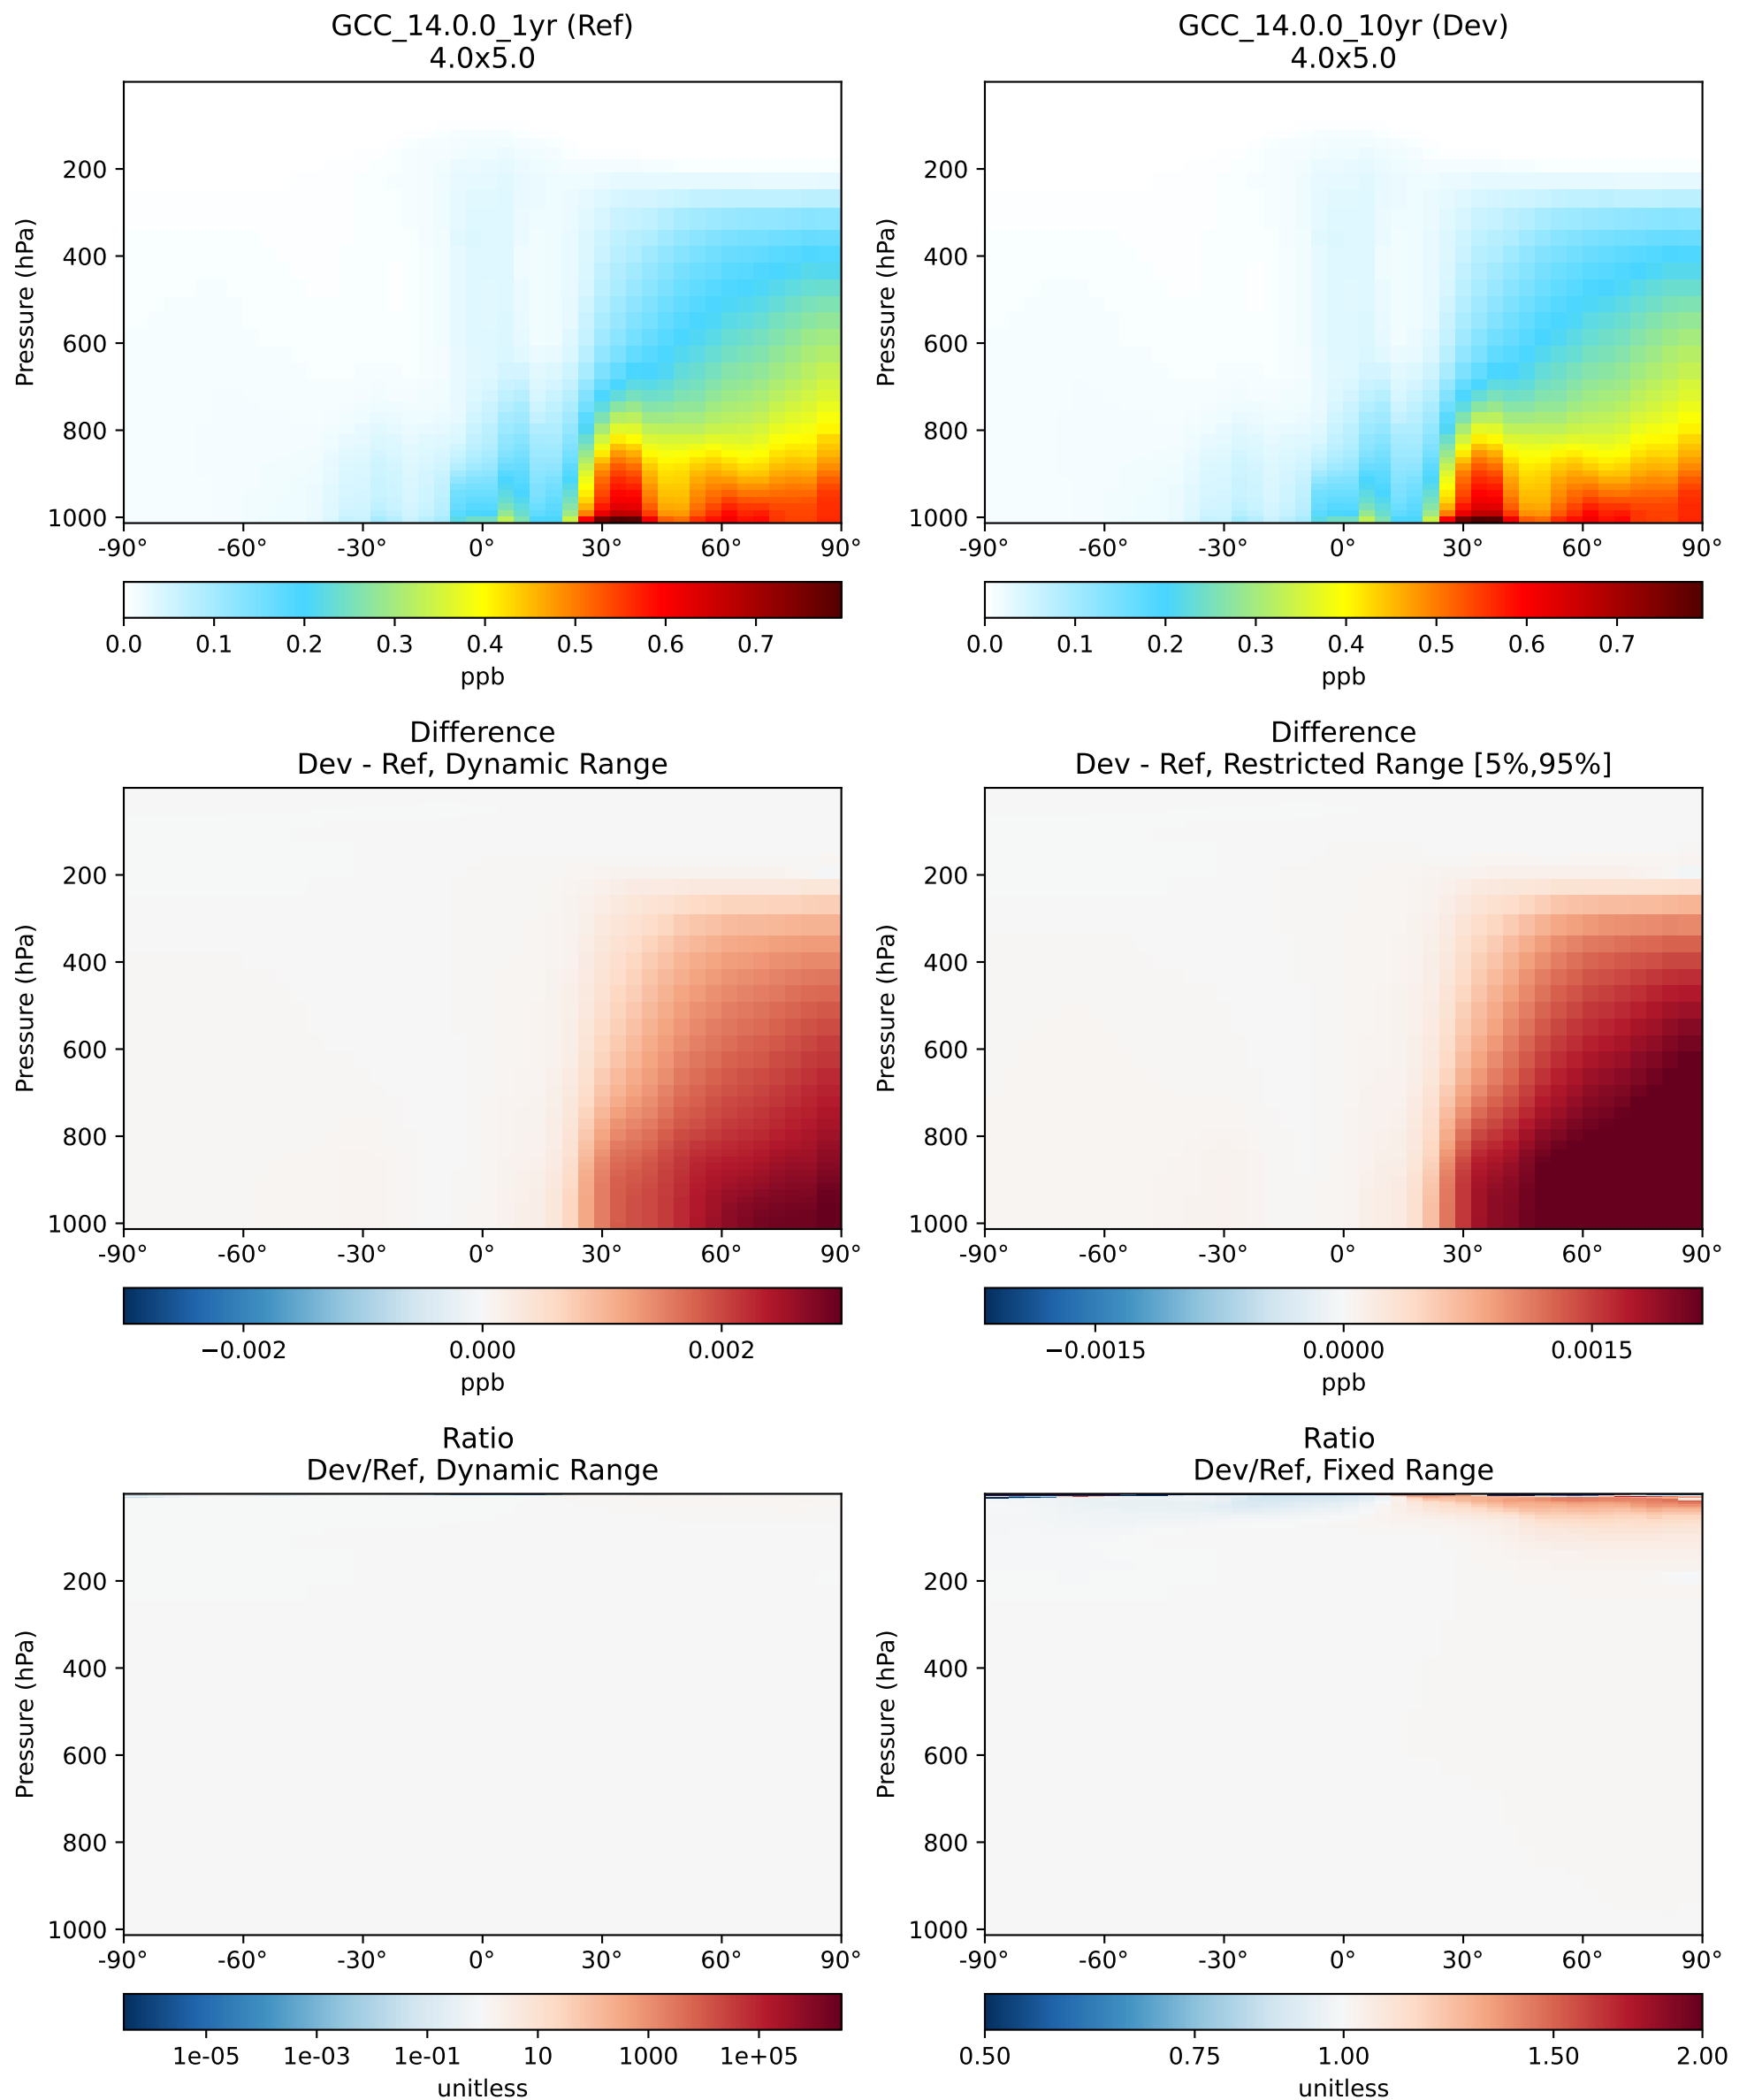 GCC_14.0.0_1yr (Ref)
4.0x5.0
Pressure (hPa)
200
400
600
800
1000
-90° -60° -30° 0° 30° 60° 90°
0.0 0.1 0.2 0.3 0.4 0.5 0.6 0.7
ppb
GCC_14.0.0_10yr (Dev)
4.0x5.0
Pressure (hPa)
200
400
600
800
1000
-90° -60° -30° 0° 30° 60° 90°
0.0 0.1 0.2 0.3 0.4 0.5 0.6 0.7
ppb
Difference
Dev - Ref, Dynamic Range
Pressure (hPa)
200
400
600
800
1000
-90° -60° -30° 0° 30° 60° 90°
−0.002 0.000 0.002
ppb
Difference
Dev - Ref, Restricted Range [5%,95%]
Pressure (hPa)
200
400
600
800
1000
-90° -60° -30° 0° 30° 60° 90°
−0.0015 0.0000 0.0015
ppb
Ratio
Dev/Ref, Dynamic Range
Pressure (hPa)
200
400
600
800
1000
-90° -60° -30° 0° 30° 60° 90°
1e-05 1e-03 1e-01 10 1000 1e+05
unitless
Ratio
Dev/Ref, Fixed Range
Pressure (hPa)
200
400
600
800
1000
-90° -60° -30° 0° 30° 60° 90°
0.50 0.75 1.00 1.50 2.00
unitless